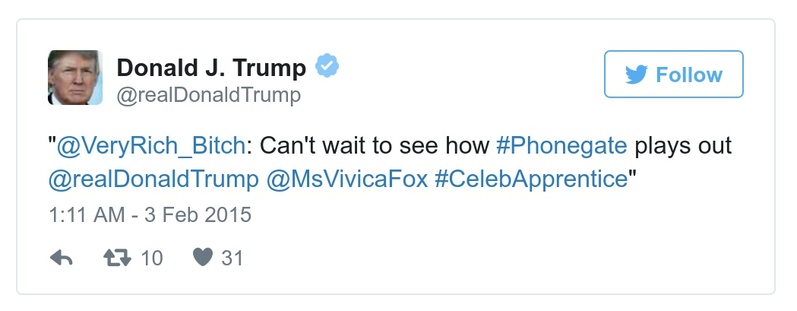 Donald J. Trump
@realDonaldTrump
Follow
"@VeryRich_Bitch: Can't wait to see how #Phonegate plays out
@realDonaldTrump @MsVivicaFox #CelebApprentice"
1:11 AM - 3 Feb 2015
10 31